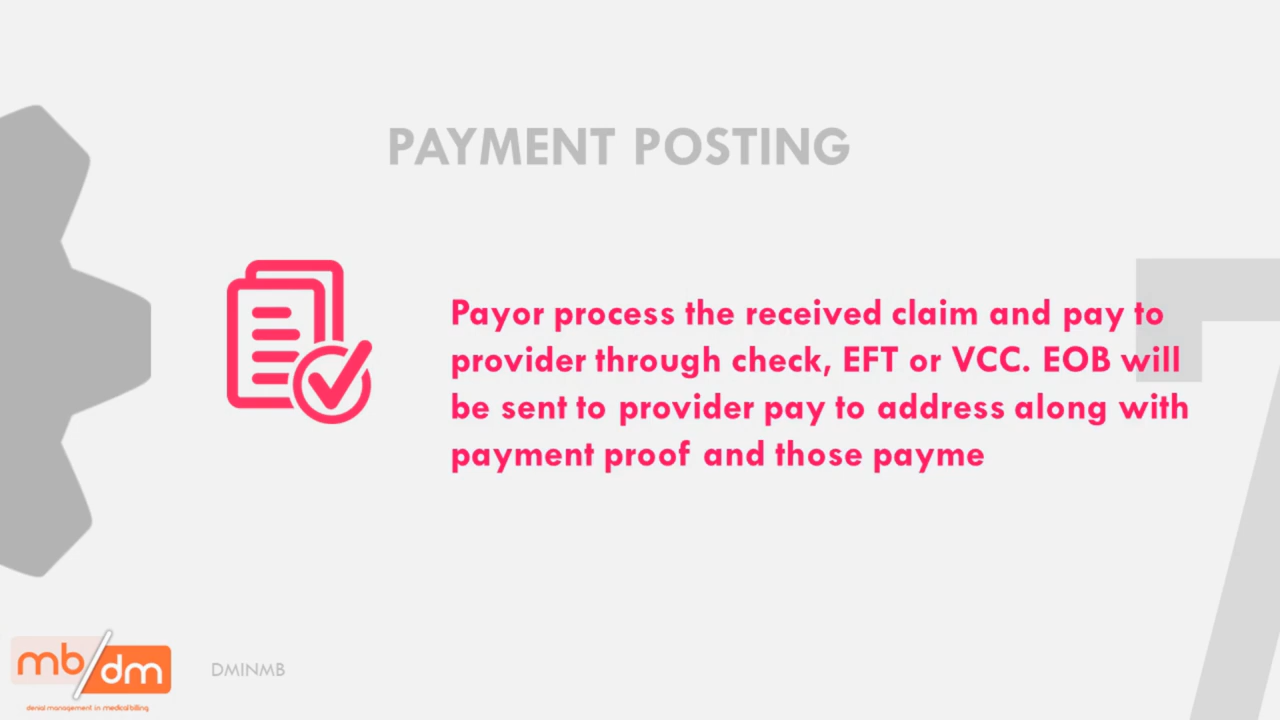 PAYMENT POSTING
Payor process the received claim and pay to
provider through check, EFT or VCC. EOB will
be sent to provider pay to address along with
payment proof and those payme
7
mb/dm
DMINMB
denial management in medical billing